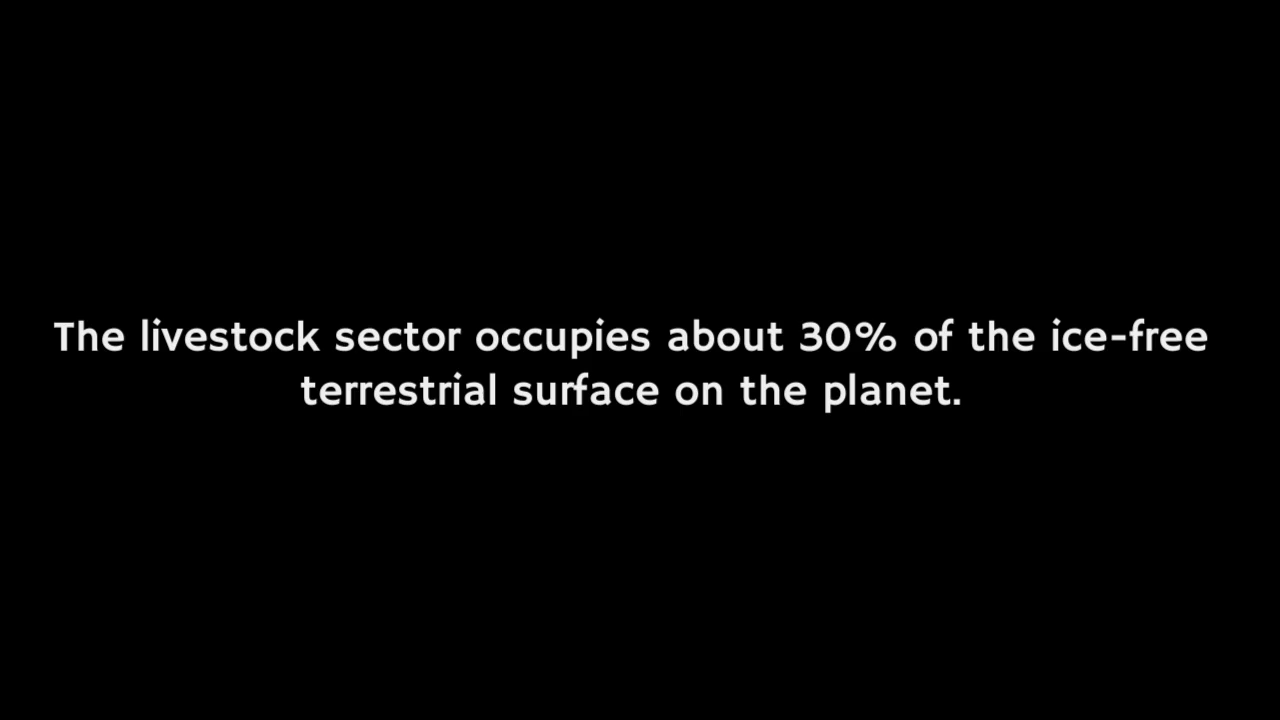 The livestock sector occupies about 30% of the ice-free
terrestrial surface on the planet.